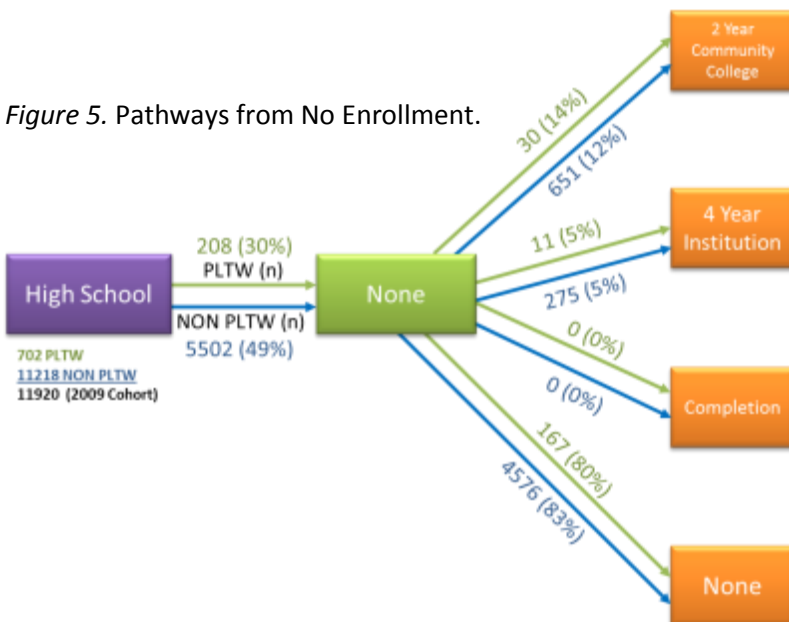 2 Year
Community
College
Figure 5. Pathways from No Enrollment.
30 (14%)
651 (12%)
4 Year
Institution
11 (5%)
275 (5%)
208 (30%)
PLTW (n)
High School
None
NON PLTW (n)
5502 (49%)
0 (0%)
0 (0%)
702 PLTW
11218 NON PLTW
11920 (2009 Cohort)
Completion
167 (80%)
4576 (83%)
None